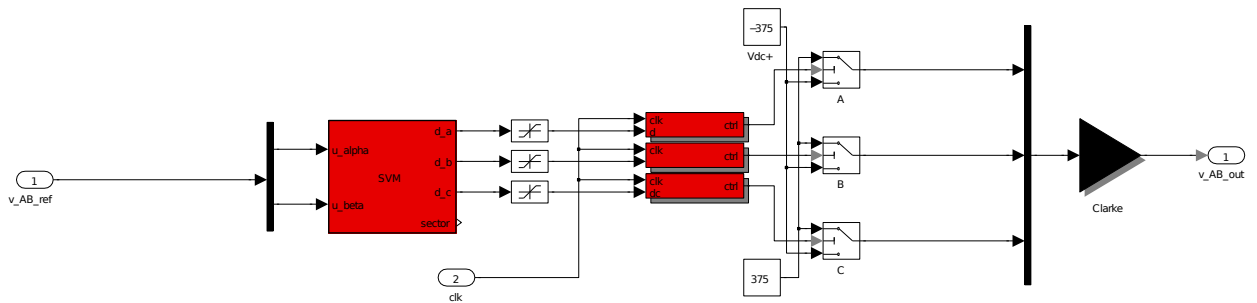 −375
Vdc+
A
clk
d
ctrl
d_a
u_alpha
clk
ctrl
d_b
B
1
v_AB_ref
SVM
clk
dc
ctrl
d_c
u_beta
sector
1
v_AB_out
Clarke
2
clk
375
C